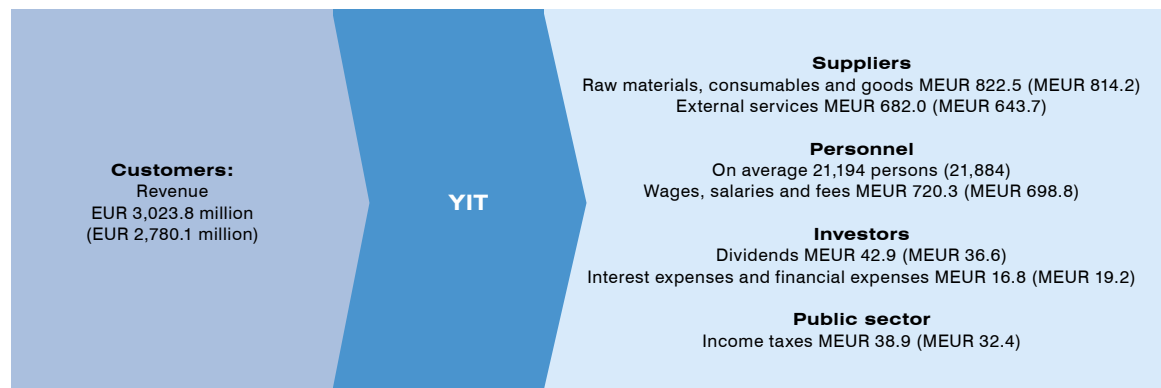 Customers:
Revenue
EUR 3,023.8 million
(EUR 2,780.1 million)
YIT
Suppliers
Raw materials, consumables and goods MEUR 822.5 (MEUR 814.2)
External services MEUR 682.0 (MEUR 643.7)
Personnel
On average 21,194 persons (21,884)
Wages, salaries and fees MEUR 720.3 (MEUR 698.8)
Investors
Dividends MEUR 42.9 (MEUR 36.6)
Interest expenses and financial expenses MEUR 16.8 (MEUR 19.2)
Public sector
Income taxes MEUR 38.9 (MEUR 32.4)